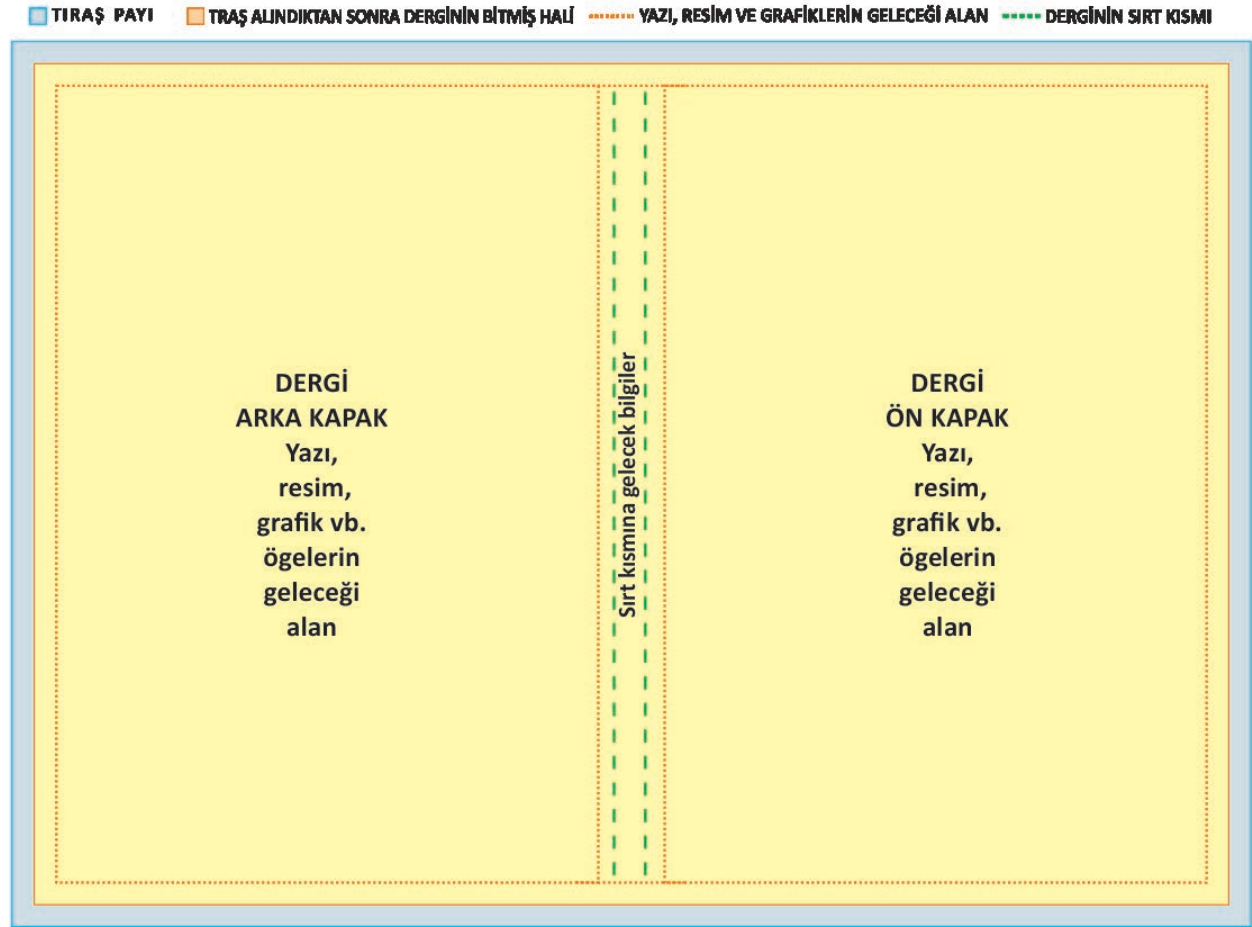 TIRAŞ PAYI
TRAŞ ALINDIKTAN SONRA DERGİNİN BİTMİŞ HALİ
YAZI, RESİM VE GRAFİKLERİN GELECEĞİ ALAN
DERGİNİN SIRT KISMI
DERGİ
ARKA KAPAK
Yazı,
resim,
grafik vb.
ögelerin
geleceği
alan
Sırt kısmına gelecek bilgiler
DERGİ
ÖN KAPAK
Yazı,
resim,
grafik vb.
ögelerin
geleceği
alan